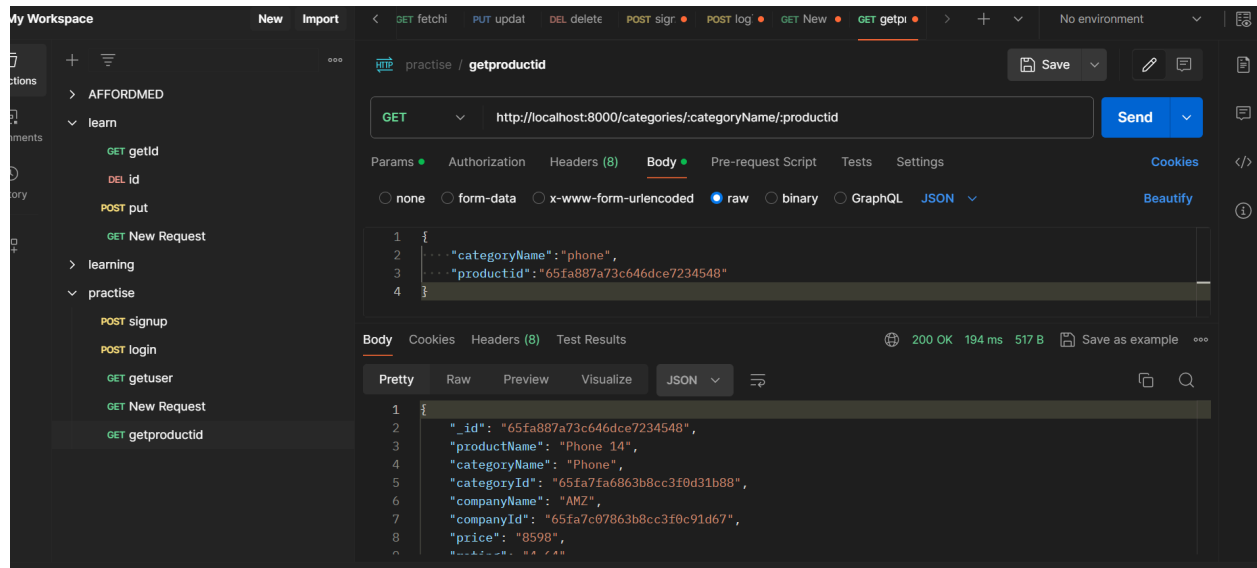 My Workspace New Import
GET fetchi PUT updat DEL delete POST sign POST log GET New GET getpr No environment
practise / getproductid Save
ctions
AFFORDMED
GET http://localhost:8000/categories/:categoryName/:productid Send
learn
nments
GET getId
Params Authorization Headers (8) Body Pre-request Script Tests Settings Cookies
DEL id
tory
none form-data x-www-form-urlencoded raw binary GraphQL JSON Beautify
POST put
GET New Request
1 {
2 "categoryName":"phone",
3 "productid":"65fa887a73c646dce7234548"
4 }
learning
practise
POST signup
POST login
GET getuser
GET New Request
GET getproductid
Body Cookies Headers (8) Test Results 200 OK 194 ms 517 B Save as example
Pretty Raw Preview Visualize JSON
1 {
2 "_id": "65fa887a73c646dce7234548",
3 "productName": "Phone 14",
4 "categoryName": "Phone",
5 "categoryId": "65fa7fa6863b8cc3f0d31b88",
6 "companyName": "AMZ",
7 "companyId": "65fa7c07863b8cc3f0c91d67",
8 "price": "8598",